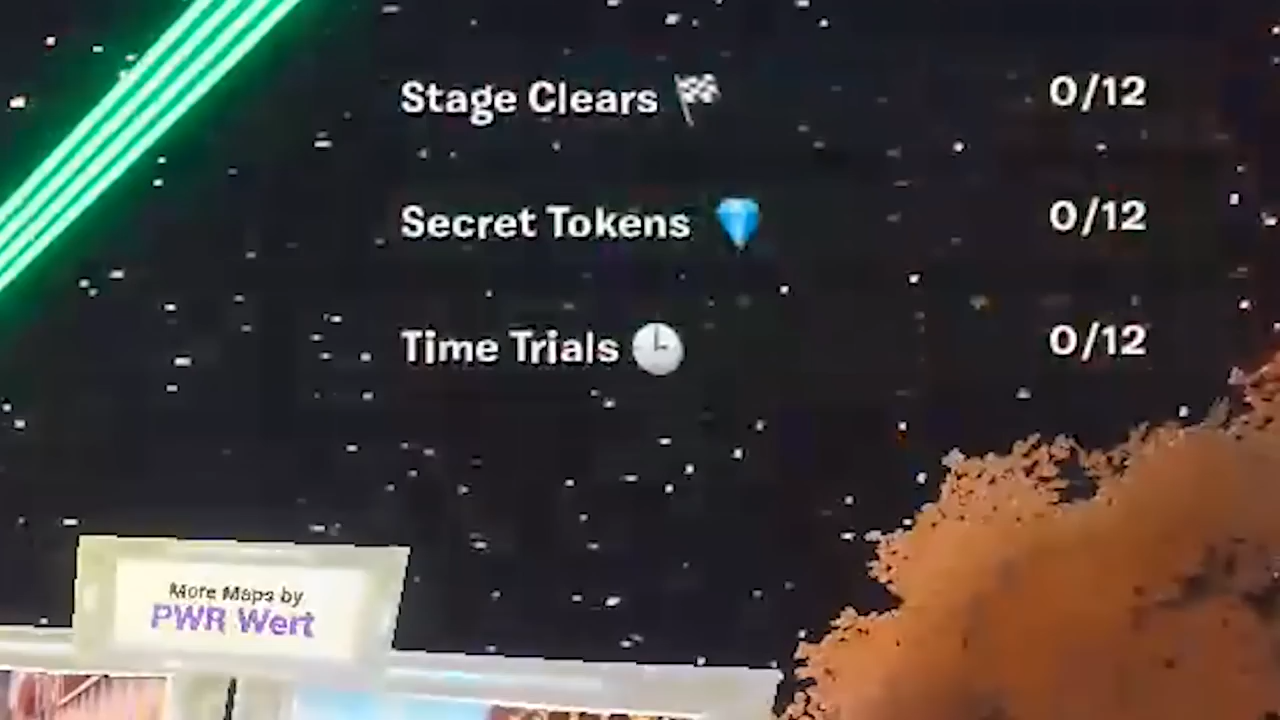 Stage Clears 🏁 0/12
Secret Tokens 💎 0/12
Time Trials 🕒 0/12
More Maps by
PWR Wert